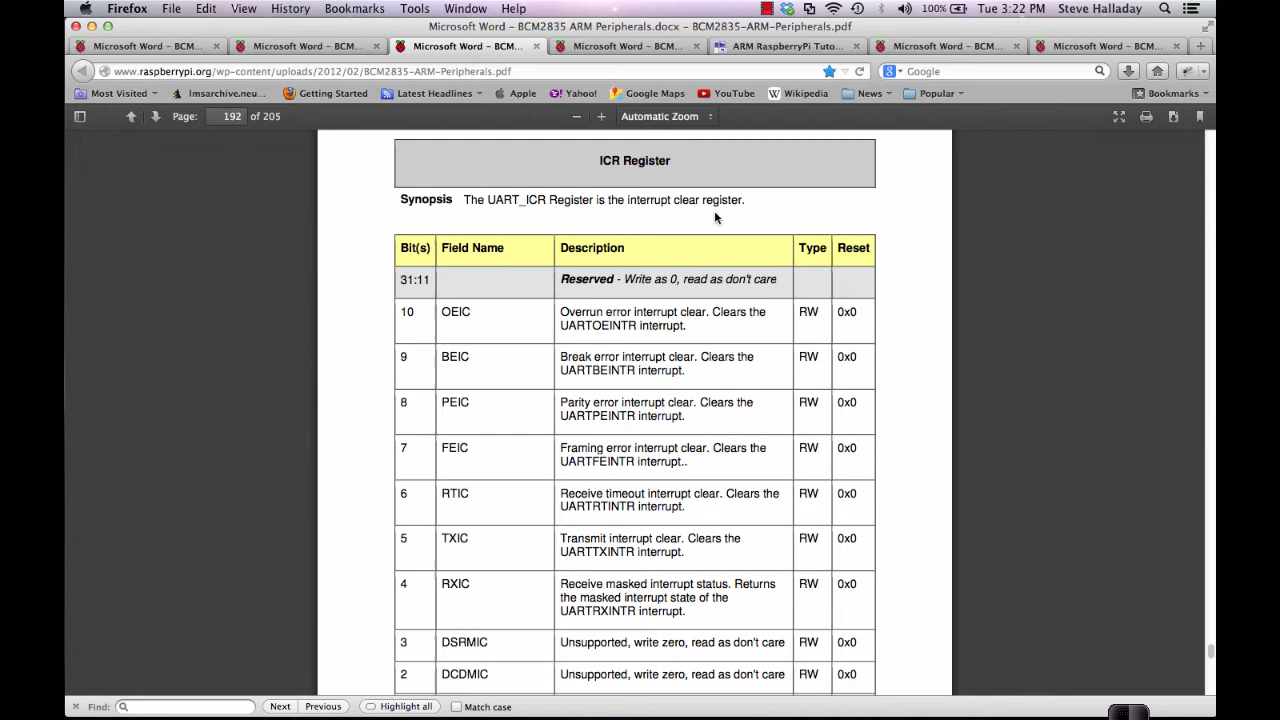 Firefox File Edit View History Bookmarks Tools Window Help 100% Tue 3:22 PM Steve Halladay
Microsoft Word - BCM2835 ARM Peripherals.docx - BCM2835-ARM-Peripherals.pdf
Microsoft Word - BCM... Microsoft Word - BCM... Microsoft Word - BCM... Microsoft Word - BCM... ARM RaspberryPi Tuto... Microsoft Word - BCM... Microsoft Word - BCM...
www.raspberrypi.org/wp-content/uploads/2012/02/BCM2835-ARM-Peripherals.pdf Google
Most Visited lmsarchive.neu... Getting Started Latest Headlines Apple Yahoo! Google Maps YouTube Wikipedia News Popular Bookmarks
Page: 192 of 205 Automatic Zoom
ICR Register
Synopsis The UART_ICR Register is the interrupt clear register.
Bit(s) Field Name Description Type Reset
31:11 Reserved - Write as 0, read as don't care
10 OEIC Overrun error interrupt clear. Clears the RW 0x0
UARTOEINTR interrupt.
9 BEIC Break error interrupt clear. Clears the RW 0x0
UARTBEINTR interrupt.
8 PEIC Parity error interrupt clear. Clears the RW 0x0
UARTPEINTR interrupt.
7 FEIC Framing error interrupt clear. Clears the RW 0x0
UARTFEINTR interrupt..
6 RTIC Receive timeout interrupt clear. Clears the RW 0x0
UARTRTINTR interrupt.
5 TXIC Transmit interrupt clear. Clears the RW 0x0
UARTTXINTR interrupt.
4 RXIC Receive masked interrupt status. Returns RW 0x0
the masked interrupt state of the
UARTRXINTR interrupt.
3 DSRMIC Unsupported, write zero, read as don't care RW 0x0
2 DCDMIC Unsupported, write zero, read as don't care RW 0x0
Find: Next Previous Highlight all Match case